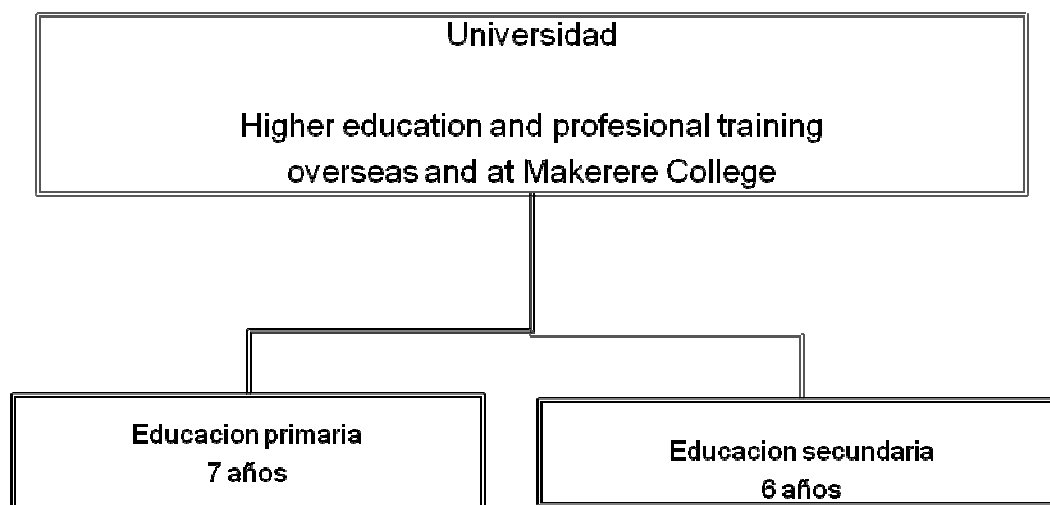 Universidad
Higher education and profesional training
overseas and at Makerere College
Educacion primaria
7 años
Educacion secundaria
6 años